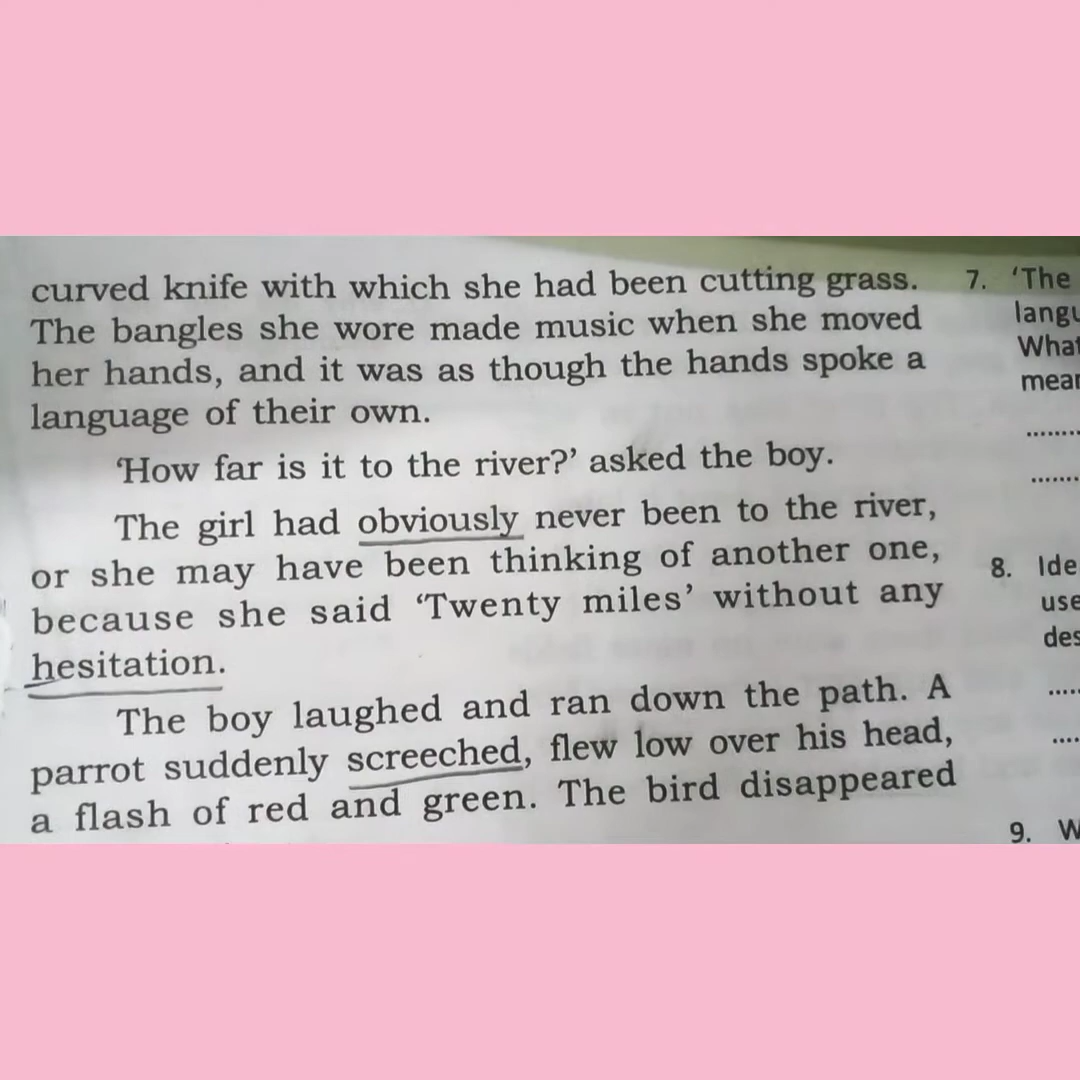 curved knife with which she had been cutting grass.
The bangles she wore made music when she moved
her hands, and it was as though the hands spoke a
language of their own.
‘How far is it to the river?’ asked the boy.
The girl had obviously never been to the river,
or she may have been thinking of another one,
because she said ‘Twenty miles’ without any
hesitation.
The boy laughed and ran down the path. A
parrot suddenly screeched, flew low over his head,
a flash of red and green. The bird disappeared
7. ‘The
langu
What
mean
8. Ide
use
des
9. W